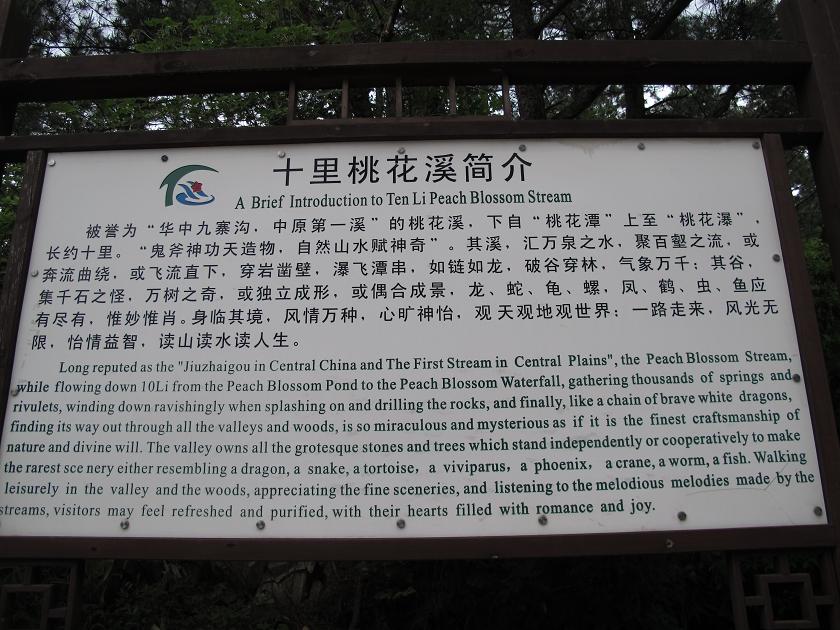 十里桃花溪简介
A Brief Introduction to Ten Li Peach Blossom Stream
被誉为“华中九寨沟，中原第一溪”的桃花溪，下自“桃花潭”上至“桃花瀑”，
长约十里。“鬼斧神功天造物，自然山水赋神奇”。其溪，汇万泉之水，聚百壑之流，或
奔流曲绕，或飞流直下，穿岩凿壁，瀑飞潭串，如链如龙，破谷穿林，气象万千；其谷，
集千石之怪，万树之奇，或独立成形，或偶合成景，龙、蛇、龟、螺，凤、鹤、虫、鱼应
有尽有，惟妙惟肖。身临其境，风情万种，心旷神怡，观天观地观世界；一路走来，风光无
限，怡情益智，读山读水读人生。
Long reputed as the "Jiuzhaigou in Central China and The First Stream in Central Plains", the Peach Blossom Stream,
while flowing down 10Li from the Peach Blossom Pond to the Peach Blossom Waterfall, gathering thousands of springs and
rivulets, winding down ravishingly when splashing on and drilling the rocks, and finally, like a chain of brave white dragons,
finding its way out through all the valleys and woods, is so miraculous and mysterious as if it is the finest craftsmanship of
nature and divine will. The valley owns all the grotesque stones and trees which stand independently or cooperatively to make
the rarest sce nery either resembling a dragon, a snake, a tortoise, a viviparus, a phoenix, a crane, a worm, a fish. Walking
leisurely in the valley and the woods, appreciating the fine sceneries, and listening to the melodious melodies made by the
streams, visitors may feel refreshed and purified, with their hearts filled with romance and joy.